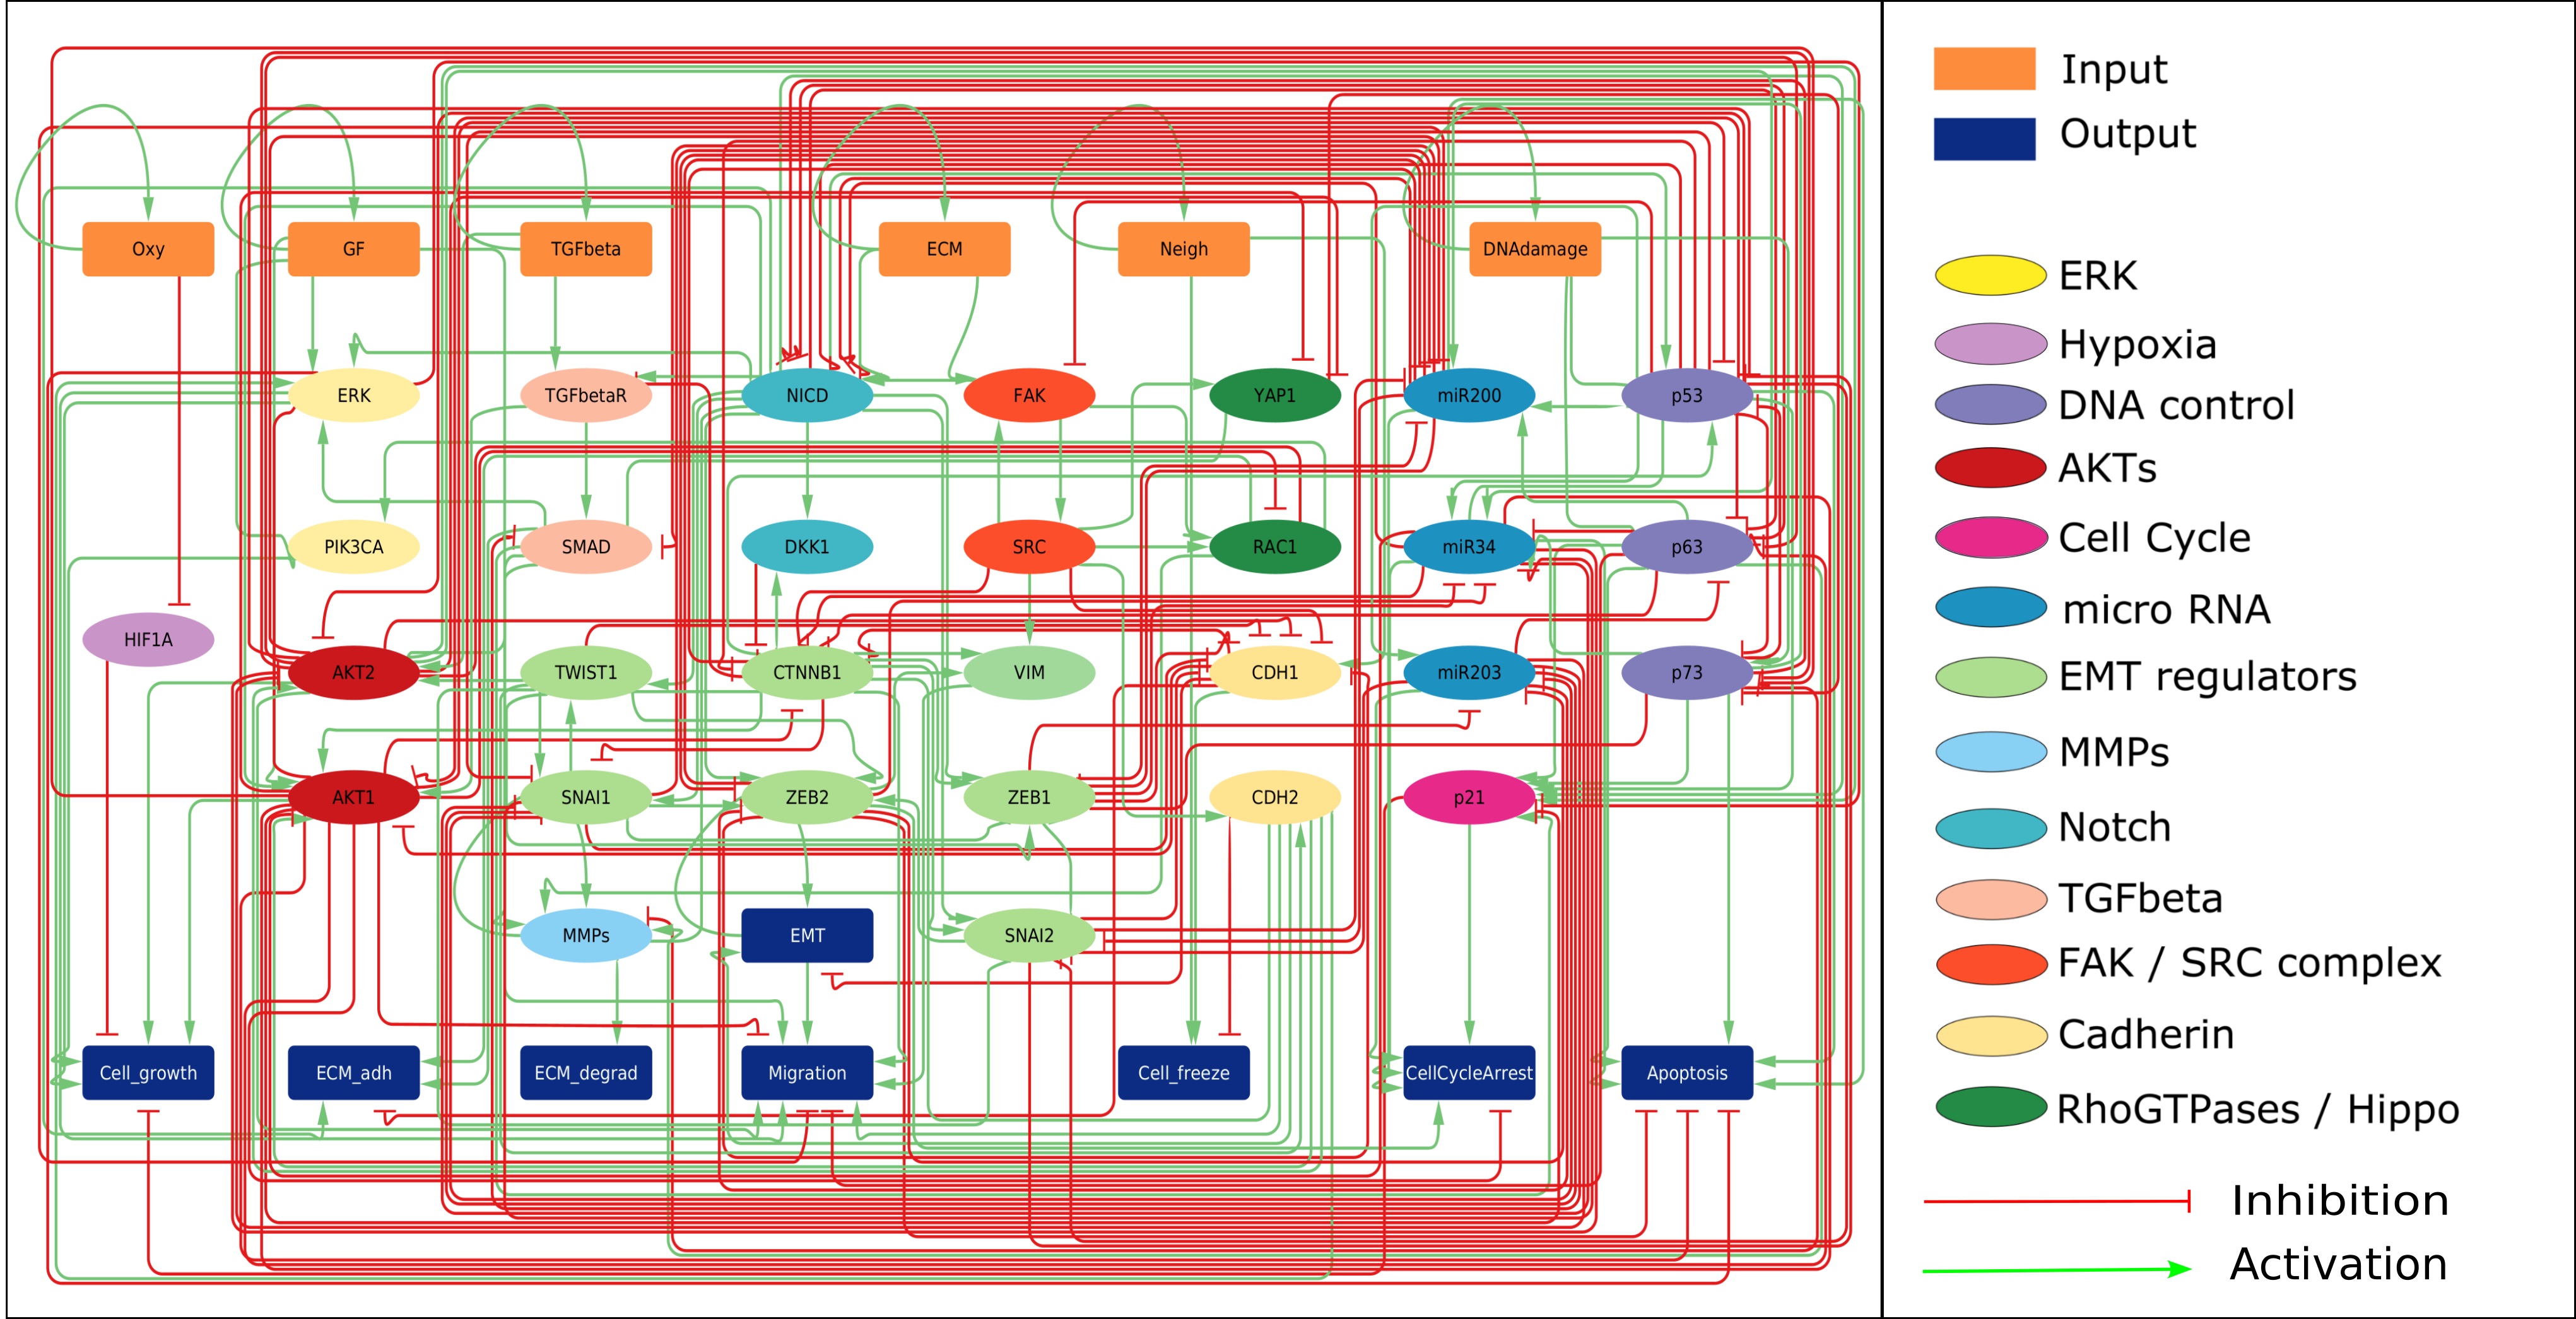 Oxy
GF
TGFbeta
ECM
Neigh
DNAdamage
ERK
TGFbetaR
NICD
FAK
YAP1
miR200
p53
PIK3CA
SMAD
DKK1
SRC
RAC1
miR34
p63
HIF1A
AKT2
TWIST1
CTNNB1
VIM
CDH1
miR203
p73
AKT1
SNAI1
ZEB2
ZEB1
CDH2
p21
MMPs
EMT
SNAI2
Cell_growth
ECM_adh
ECM_degrad
Migration
Cell_freeze
CellCycleArrest
Apoptosis
Input
Output
ERK
Hypoxia
DNA control
AKTs
Cell Cycle
micro RNA
EMT regulators
MMPs
Notch
TGFbeta
FAK / SRC complex
Cadherin
RhoGTPases / Hippo
Inhibition
Activation